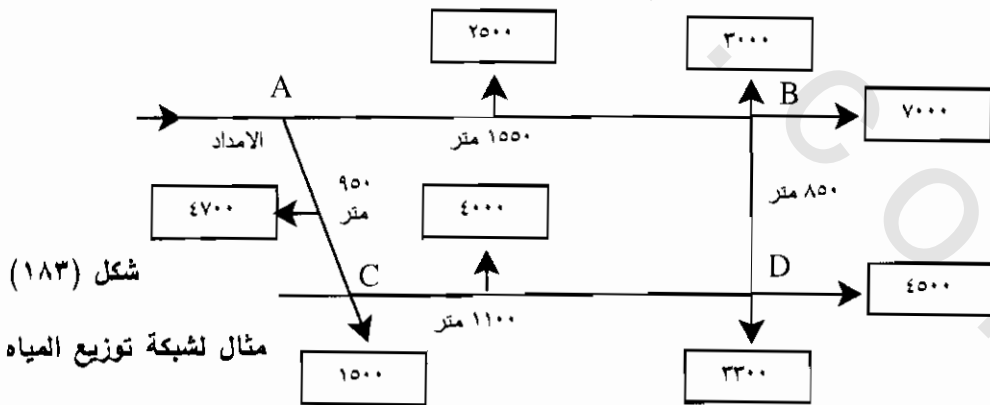 ٢٥٠٠
٣٠٠٠
A
B
٧٠٠٠
الامداد
١٥٥٠ متر
٩٥٠
متر
٨٥٠ متر
٤٧٠٠
٤٠٠٠
شكل (١٨٣)
C
D
٤٥٠٠
١١٠٠ متر
مثال لشبكة توزيع المياه
١٥٠٠
٣٣٠٠